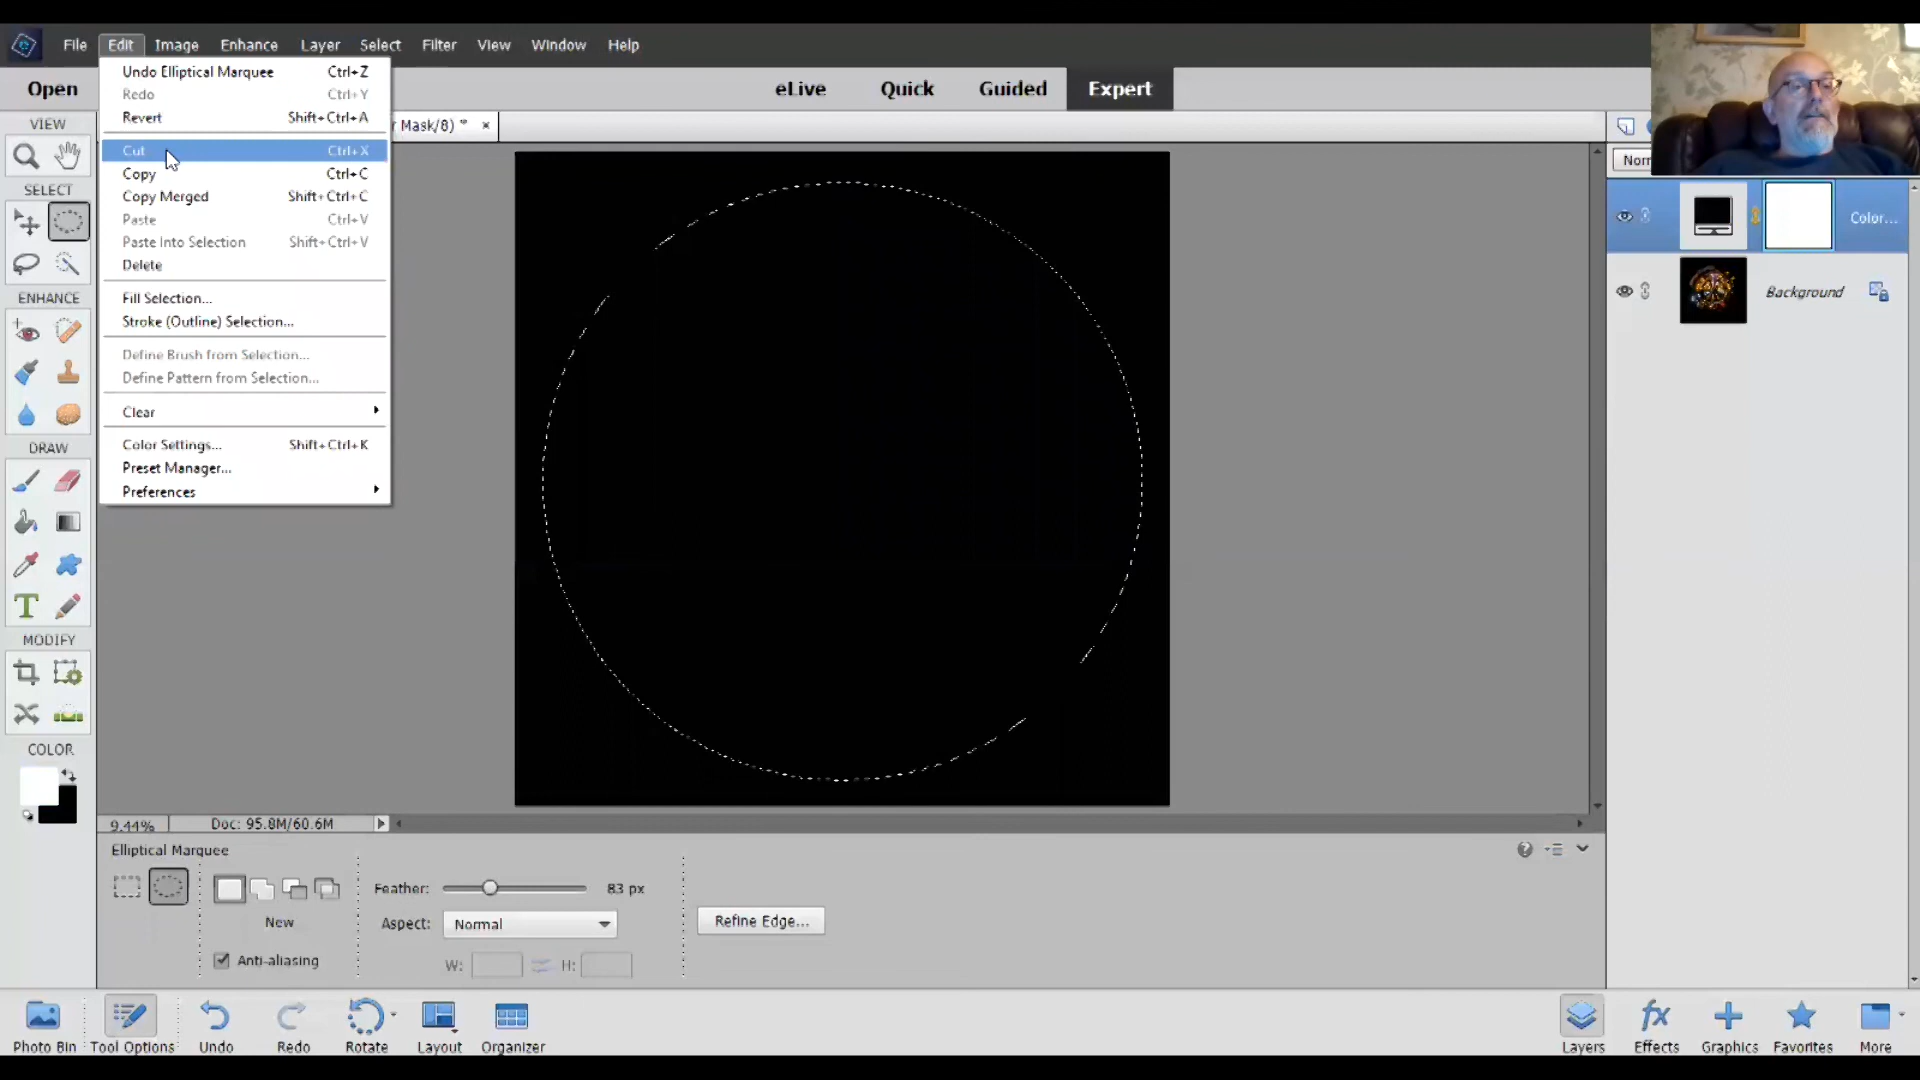 File Edit Image Enhance Layer Select Filter View Window Help
Open eLive Quick Guided Expert
r Mask/8) * ×
Undo Elliptical Marquee Ctrl+Z
Redo Ctrl+Y
Revert Shift+Ctrl+A
Cut Ctrl+X
Copy Ctrl+C
Copy Merged Shift+Ctrl+C
Paste Ctrl+V
Paste Into Selection Shift+Ctrl+V
Delete
Fill Selection...
Stroke (Outline) Selection...
Define Brush from Selection...
Define Pattern from Selection...
Clear
Color Settings... Shift+Ctrl+K
Preset Manager...
Preferences
VIEW
SELECT
ENHANCE
DRAW
MODIFY
COLOR
Norm
Color...
Background
9.44% Doc: 95.8M/60.6M
Elliptical Marquee
New
Anti-aliasing
Feather: 83 px
Aspect: Normal
W: H:
Refine Edge...
Photo Bin Tool Options Undo Redo Rotate Layout Organizer
Layers Effects Graphics Favorites More